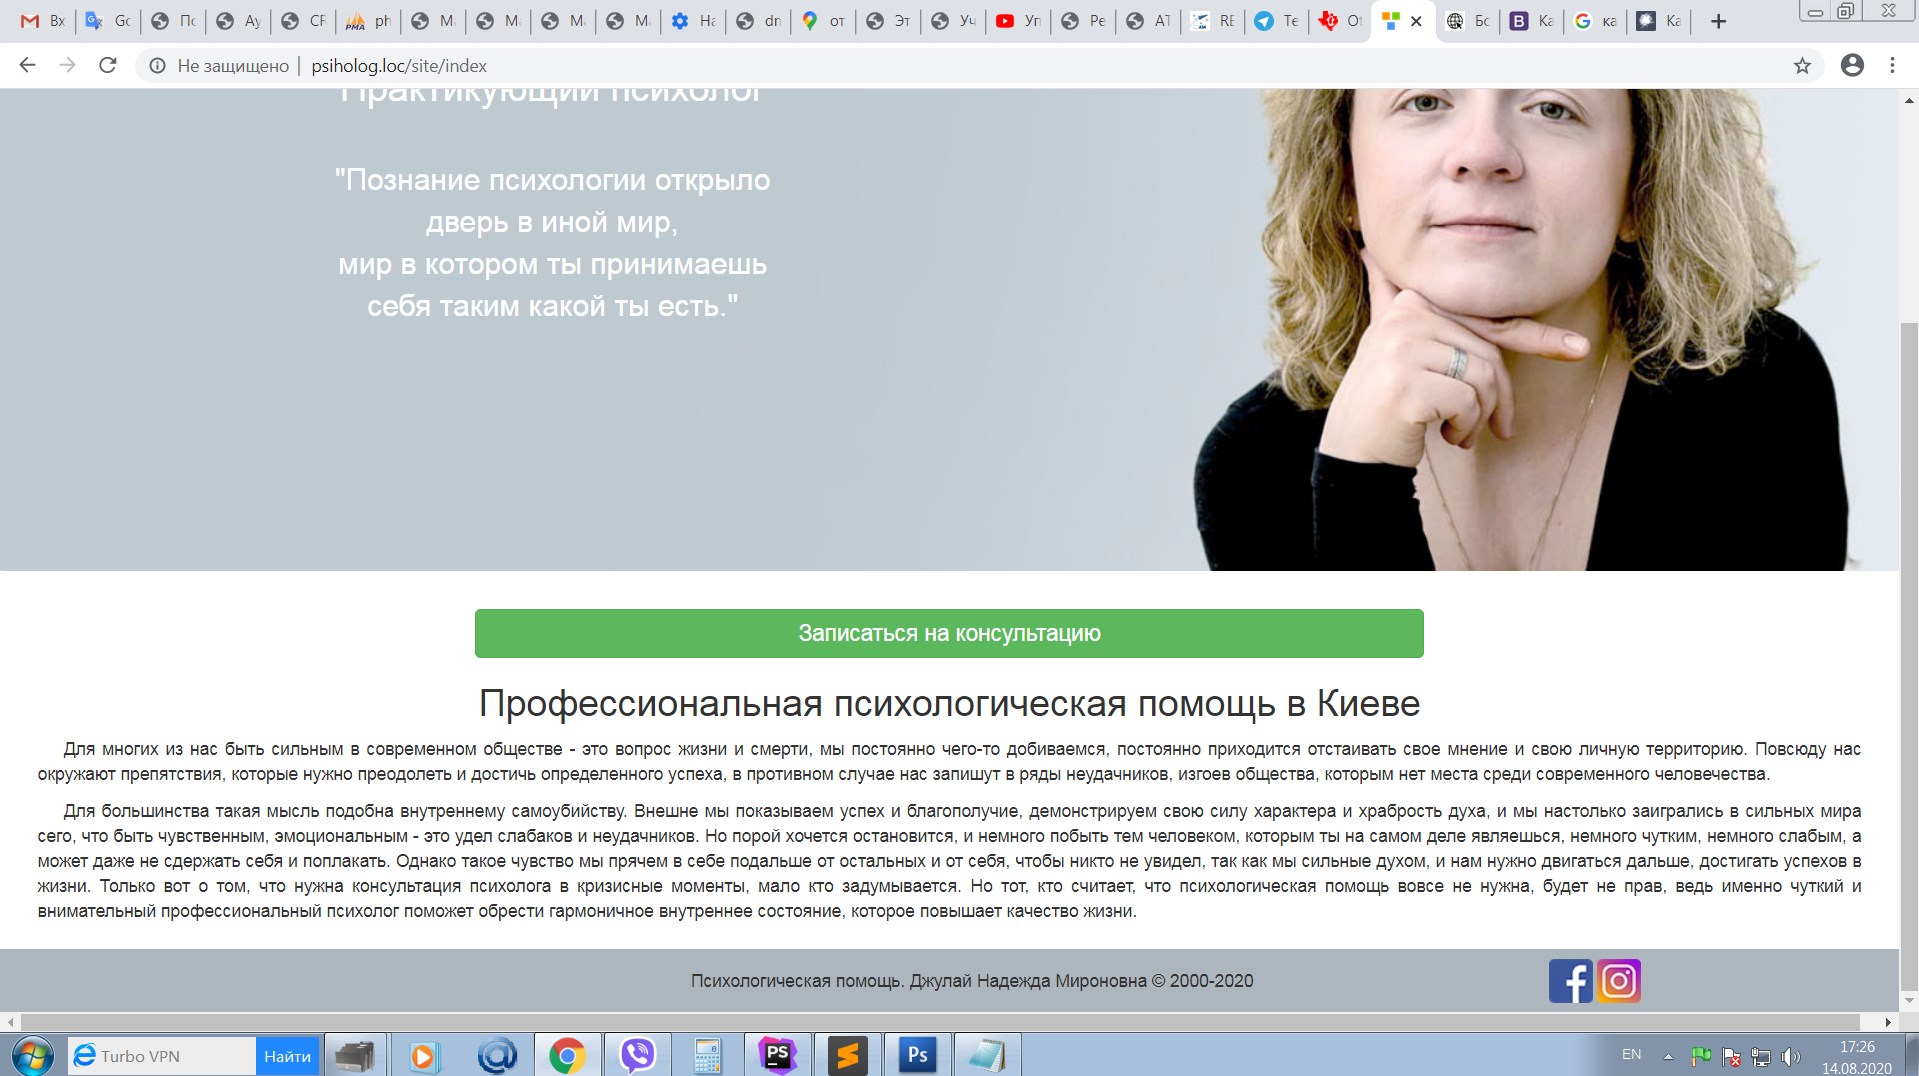 Вх
Gc
По
Ау
CF
ph
Ма
Ма
Ма
Ма
На
dn
от
Эт
Уч
Уп
Ре
АТ
RE
Те
От
Бо
Ка
ка
Ка
Не защищено | psiholog.loc/site/index
Практикующий психолог
"Познание психологии открыло
дверь в иной мир,
мир в котором ты принимаешь
себя таким какой ты есть."
Записаться на консультацию
Профессиональная психологическая помощь в Киеве
Для многих из нас быть сильным в современном обществе - это вопрос жизни и смерти, мы постоянно чего-то добиваемся, постоянно приходится отстаивать свое мнение и свою личную территорию. Повсюду нас
окружают препятствия, которые нужно преодолеть и достичь определенного успеха, в противном случае нас запишут в ряды неудачников, изгоев общества, которым нет места среди современного человечества.
Для большинства такая мысль подобна внутреннему самоубийству. Внешне мы показываем успех и благополучие, демонстрируем свою силу характера и храбрость духа, и мы настолько заигрались в сильных мира
сего, что быть чувственным, эмоциональным - это удел слабаков и неудачников. Но порой хочется остановится, и немного побыть тем человеком, которым ты на самом деле являешься, немного чутким, немного слабым, а
может даже не сдержать себя и поплакать. Однако такое чувство мы прячем в себе подальше от остальных и от себя, чтобы никто не увидел, так как мы сильные духом, и нам нужно двигаться дальше, достигать успехов в
жизни. Только вот о том, что нужна консультация психолога в кризисные моменты, мало кто задумывается. Но тот, кто считает, что психологическая помощь вовсе не нужна, будет не прав, ведь именно чуткий и
внимательный профессиональный психолог поможет обрести гармоничное внутреннее состояние, которое повышает качество жизни.
Психологическая помощь. Джулай Надежда Мироновна © 2000-2020
Turbo VPN
Найти
PS
Ps
EN
17:26
14.08.2020